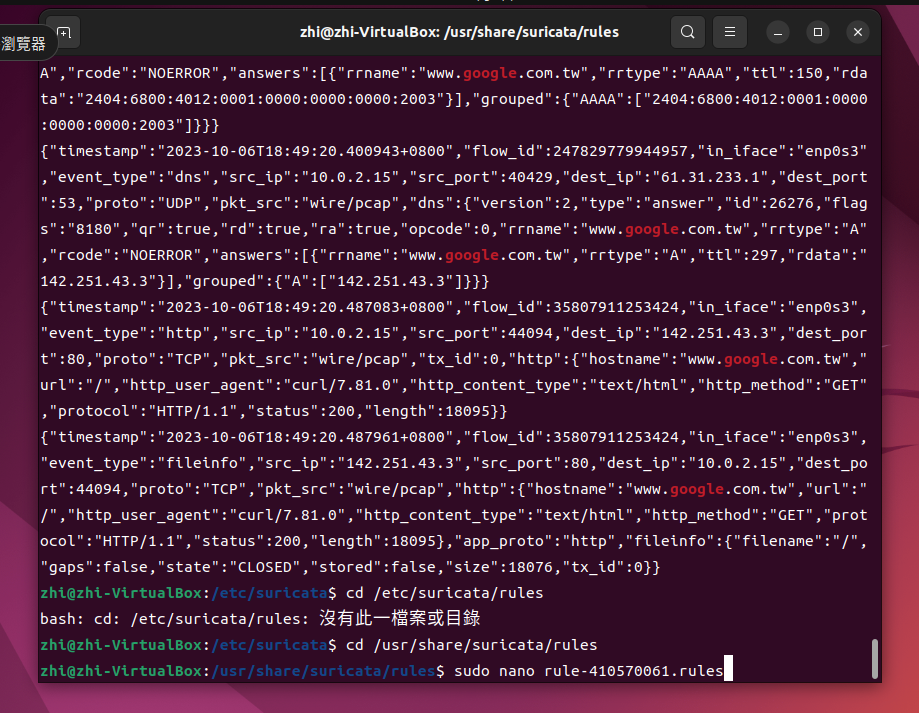 zhi@zhi-VirtualBox: /usr/share/suricata/rules
瀏覽器
A","rcode":"NOERROR","answers":[{"rrname":"www.google.com.tw","rrtype":"AAAA","ttl":150,"rda
ta":"2404:6800:4012:0001:0000:0000:0000:2003"}],"grouped":{"AAAA":["2404:6800:4012:0001:0000
:0000:0000:2003"]}}}
{"timestamp":"2023-10-06T18:49:20.400943+0800","flow_id":247829779944957,"in_iface":"enp0s3"
,"event_type":"dns","src_ip":"10.0.2.15","src_port":40429,"dest_ip":"61.31.233.1","dest_port
":53,"proto":"UDP","pkt_src":"wire/pcap","dns":{"version":2,"type":"answer","id":26276,"flag
s":"8180","qr":true,"rd":true,"ra":true,"opcode":0,"rrname":"www.google.com.tw","rrtype":"A"
,"rcode":"NOERROR","answers":[{"rrname":"www.google.com.tw","rrtype":"A","ttl":297,"rdata":"
142.251.43.3"}],"grouped":{"A":["142.251.43.3"]}}}
{"timestamp":"2023-10-06T18:49:20.487083+0800","flow_id":35807911253424,"in_iface":"enp0s3",
"event_type":"http","src_ip":"10.0.2.15","src_port":44094,"dest_ip":"142.251.43.3","dest_por
t":80,"proto":"TCP","pkt_src":"wire/pcap","tx_id":0,"http":{"hostname":"www.google.com.tw","
url":"/","http_user_agent":"curl/7.81.0","http_content_type":"text/html","http_method":"GET"
,"protocol":"HTTP/1.1","status":200,"length":18095}}
{"timestamp":"2023-10-06T18:49:20.487961+0800","flow_id":35807911253424,"in_iface":"enp0s3",
"event_type":"fileinfo","src_ip":"142.251.43.3","src_port":80,"dest_ip":"10.0.2.15","dest_po
rt":44094,"proto":"TCP","pkt_src":"wire/pcap","http":{"hostname":"www.google.com.tw","url":"
/","http_user_agent":"curl/7.81.0","http_content_type":"text/html","http_method":"GET","prot
ocol":"HTTP/1.1","status":200,"length":18095},"app_proto":"http","fileinfo":{"filename":"/",
"gaps":false,"state":"CLOSED","stored":false,"size":18076,"tx_id":0}}
zhi@zhi-VirtualBox:/etc/suricata$ cd /etc/suricata/rules
bash: cd: /etc/suricata/rules: 沒有此一檔案或目錄
zhi@zhi-VirtualBox:/etc/suricata$ cd /usr/share/suricata/rules
zhi@zhi-VirtualBox:/usr/share/suricata/rules$ sudo nano rule-410570061.rules